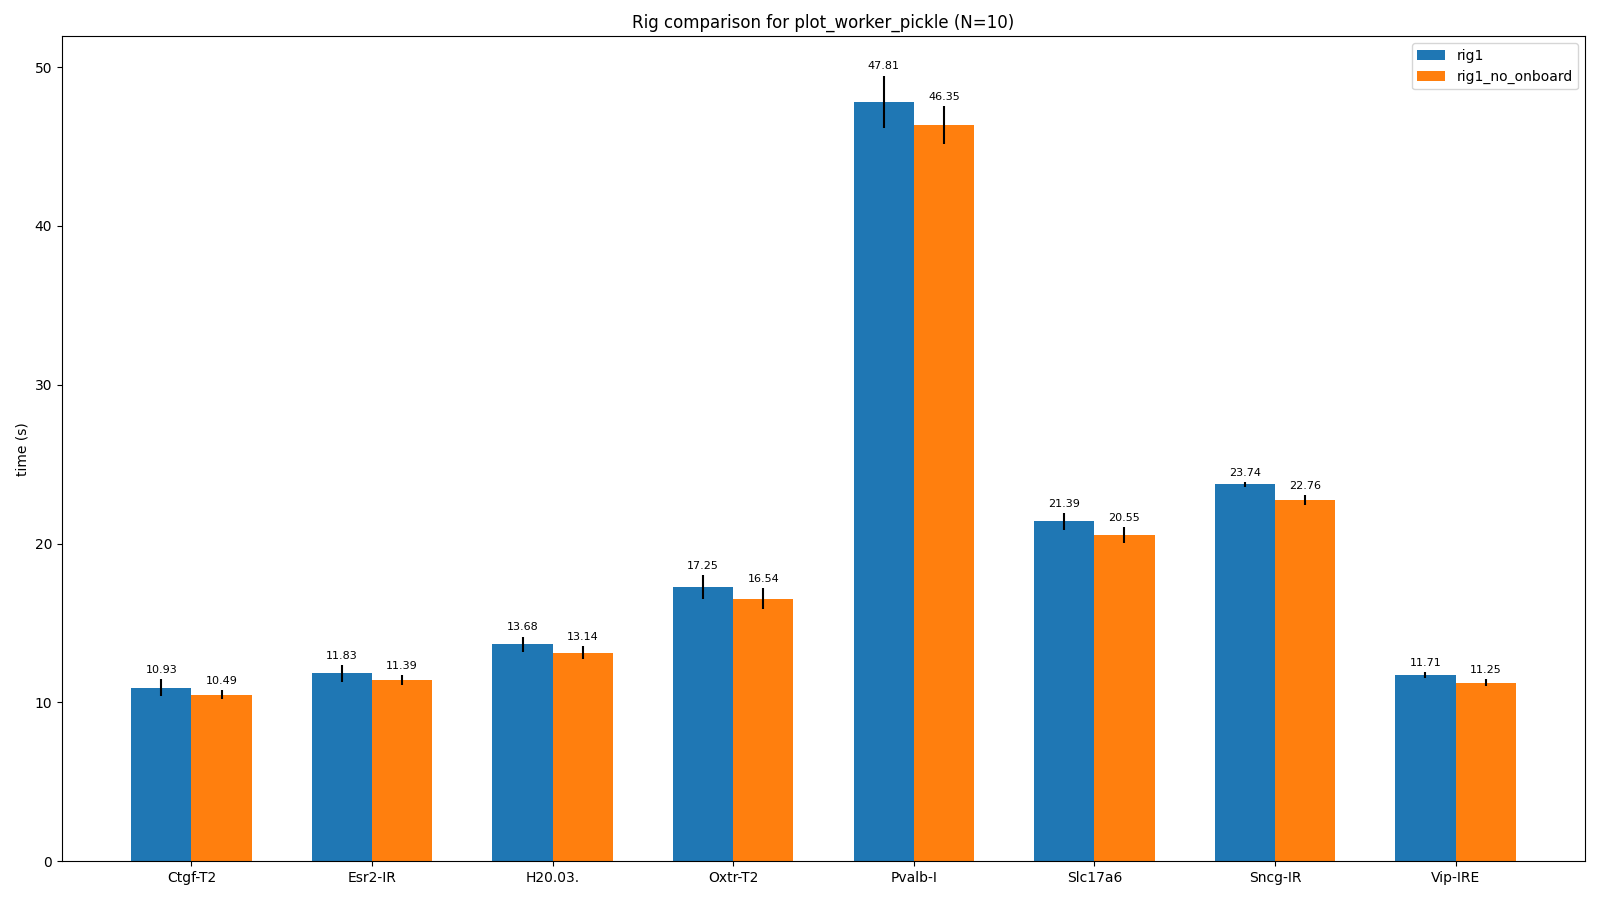 Rig comparison for plot_worker_pickle (N=10)
rig1
rig1_no_onboard
time (s)
50
40
30
20
10
0
10.93
10.49
11.83
11.39
13.68
13.14
17.25
16.54
47.81
46.35
21.39
20.55
23.74
22.76
11.71
11.25
Ctgf-T2
Esr2-IR
H20.03.
Oxtr-T2
Pvalb-I
Slc17a6
Sncg-IR
Vip-IRE